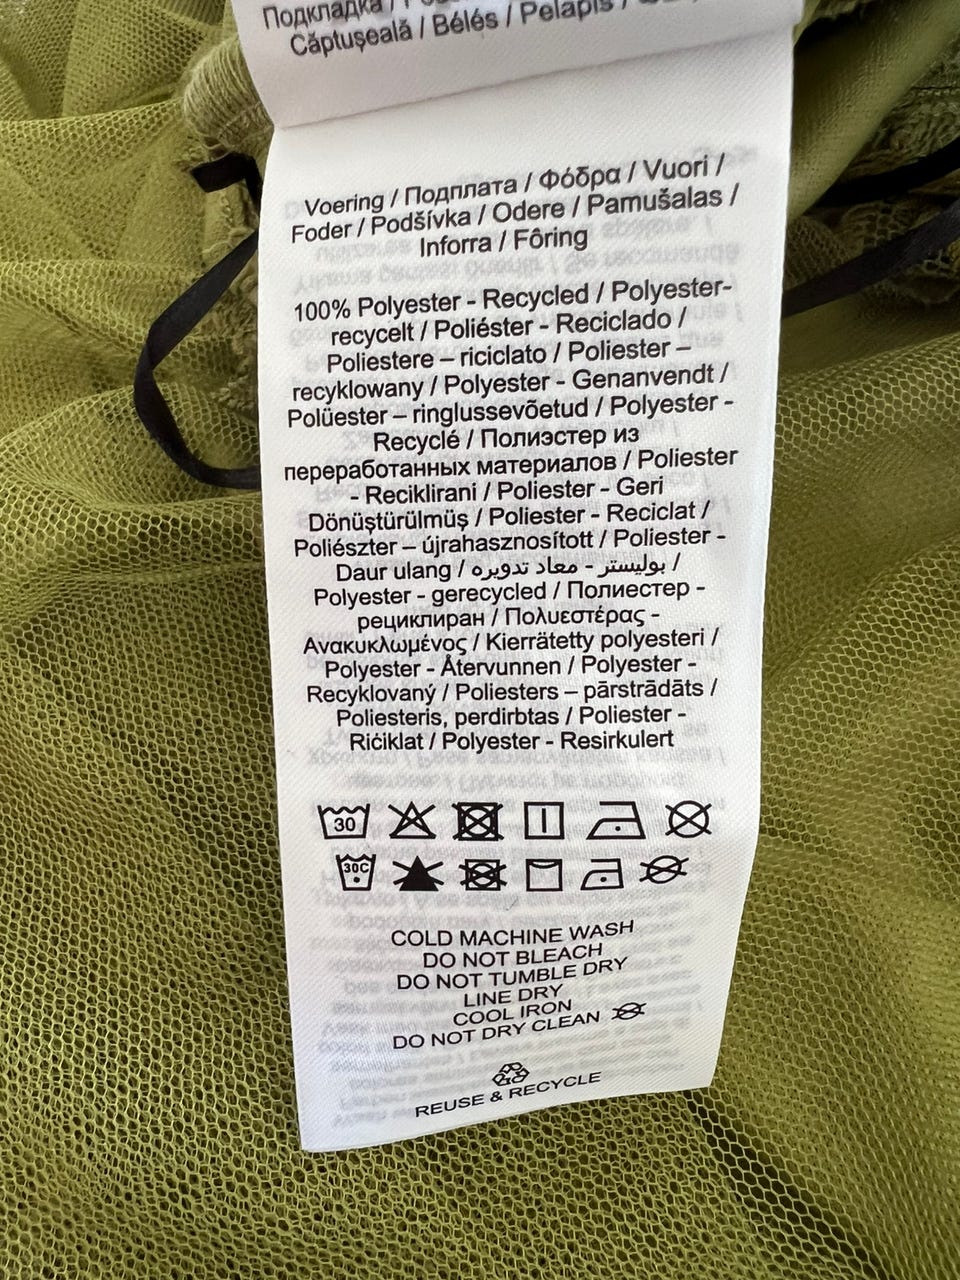 Подкладка /
Căptușeală / Bélés / Pelapis /
Voering / Подплата / Φόδρα / Vuori /
Foder / Podšívka / Odere / Pamušalas /
Inforra / Fôring
100% Polyester - Recycled / Polyester-
recycelt / Poliéster - Reciclado /
Poliestere – riciclato / Poliester –
recyklowany / Polyester - Genanvendt /
Polüester – ringlussevõetud / Polyester -
Recyclé / Полиэстер из
переработанных материалов / Poliester
- Reciklirani / Poliester - Geri
Dönüştürülmüş / Poliester - Reciclat /
Poliészter – újrahasznosított / Poliester -
Daur ulang / بوليستر - معاد تدويره /
Polyester - gerecycled / Полиестер -
рециклиран / Πολυεστέρας -
Ανακυκλωμένος / Kierrätetty polyesteri /
Polyester - Återvunnen / Polyester -
Recyklovaný / Poliesters – pārstrādāts /
Poliesteris, perdirbtas / Poliester -
Riċiklat / Polyester - Resirkulert
30
30C
COLD MACHINE WASH
DO NOT BLEACH
DO NOT TUMBLE DRY
LINE DRY
COOL IRON
DO NOT DRY CLEAN
REUSE & RECYCLE